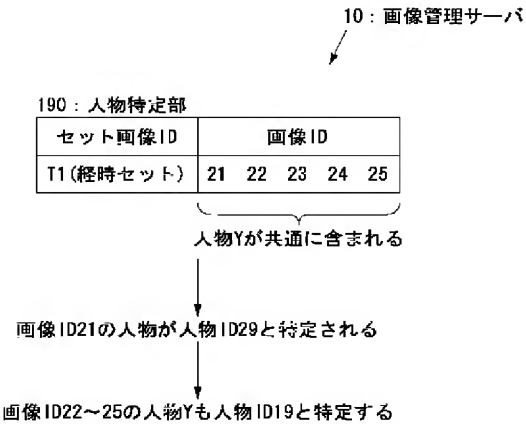 10：画像管理サーバ
190：人物特定部
セット画像ID 画像ID
T1(経時セット) 21 22 23 24 25
人物Yが共通に含まれる
画像ID21の人物が人物ID29と特定される
画像ID22～25の人物Yも人物ID19と特定する